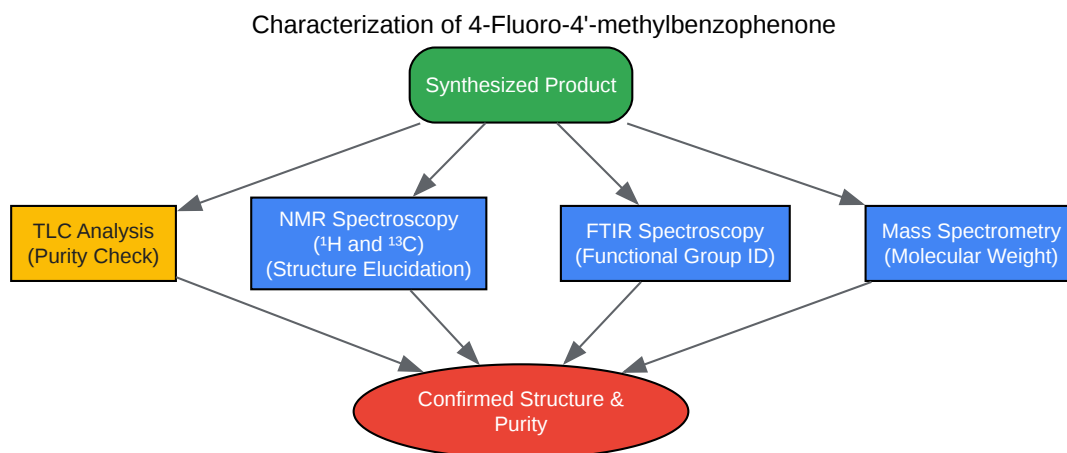 Characterization of 4-Fluoro-4'-methylbenzophenone
Synthesized Product
TLC Analysis
(Purity Check)
NMR Spectroscopy
(¹H and ¹³C)
(Structure Elucidation)
FTIR Spectroscopy
(Functional Group ID)
Mass Spectrometry
(Molecular Weight)
Confirmed Structure &
Purity